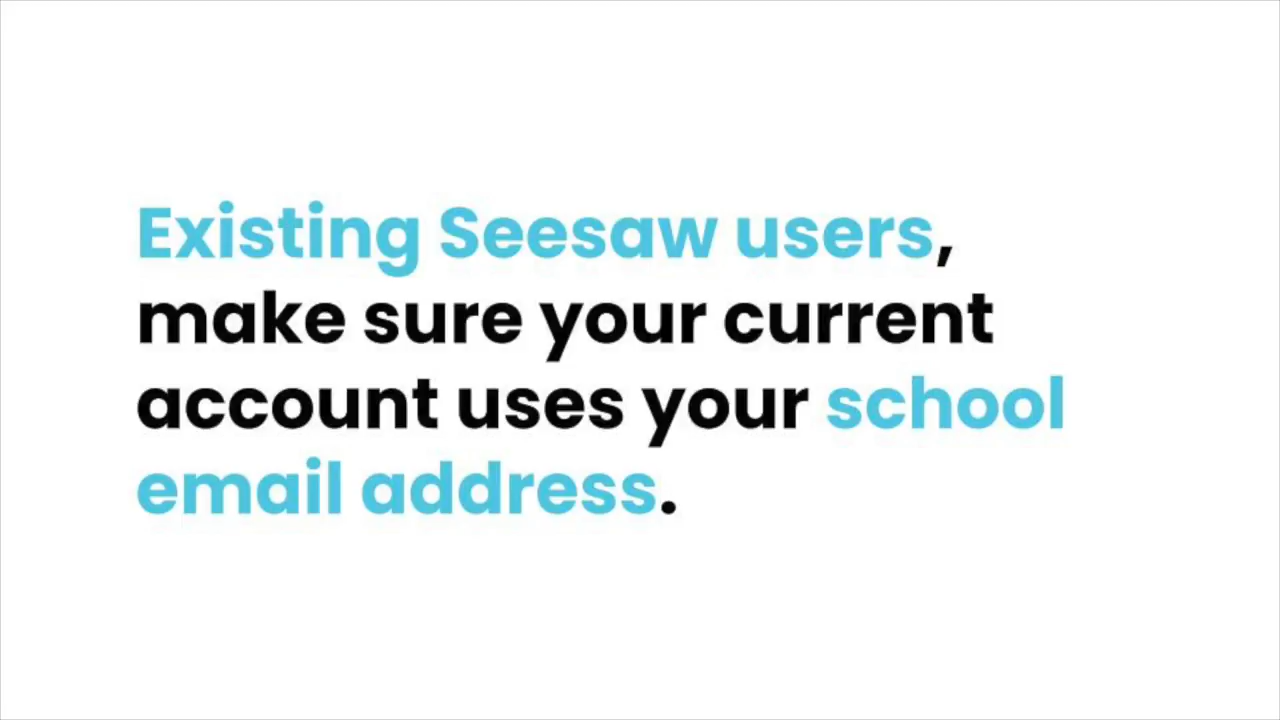 Existing Seesaw users,
make sure your current
account uses your school
email address.